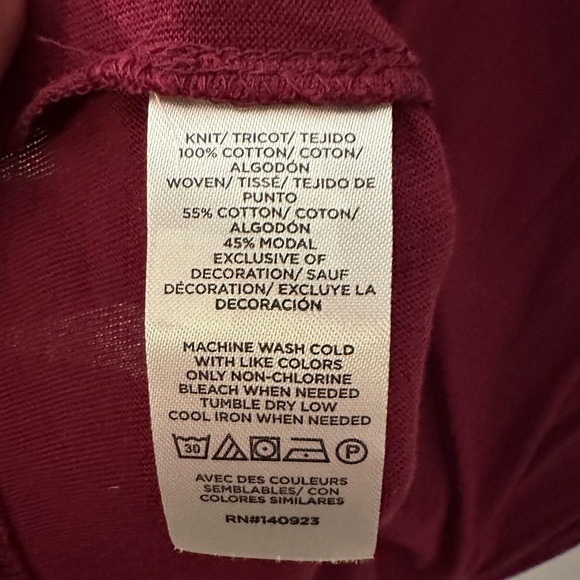 KNIT/ TRICOT/ TEJIDO
100% COTTON/ COTON/
ALGODÓN
WOVEN/ TISSÉ/ TEJIDO DE
PUNTO
55% COTTON/ COTON/
ALGODÓN
45% MODAL
EXCLUSIVE OF
DECORATION/ SAUF
DÉCORATION/ EXCLUYE LA
DECORACIÓN
MACHINE WASH COLD
WITH LIKE COLORS
ONLY NON-CHLORINE
BLEACH WHEN NEEDED
TUMBLE DRY LOW
COOL IRON WHEN NEEDED
30 P
AVEC DES COULEURS
SEMBLABLES/ CON
COLORES SIMILARES
RN#140923